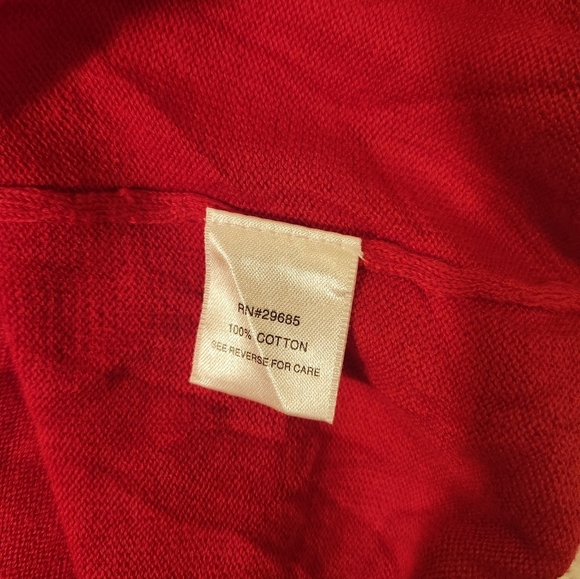 RN#29685
100% COTTON
SEE REVERSE FOR CARE